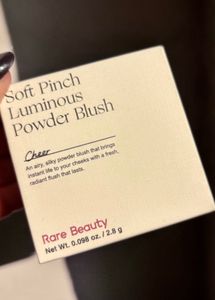 Soft Pinch
Luminous
Powder Blush
Cheer
An airy, silky powder blush that brings
instant life to your cheeks with a fresh,
radiant flush that lasts.
Rare Beauty
Net Wt. 0.098 oz. / 2.8 g